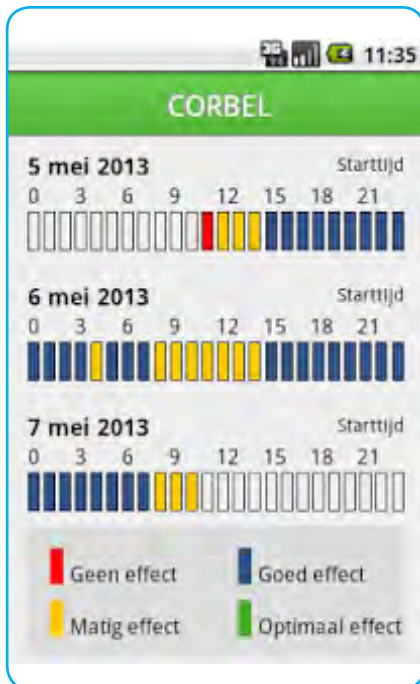 11:35
CORBEL
5 mei 2013 Starttijd
0 3 6 9 12 15 18 21
6 mei 2013 Starttijd
0 3 6 9 12 15 18 21
7 mei 2013 Starttijd
0 3 6 9 12 15 18 21
Geen effect Goed effect
Matig effect Optimaal effect